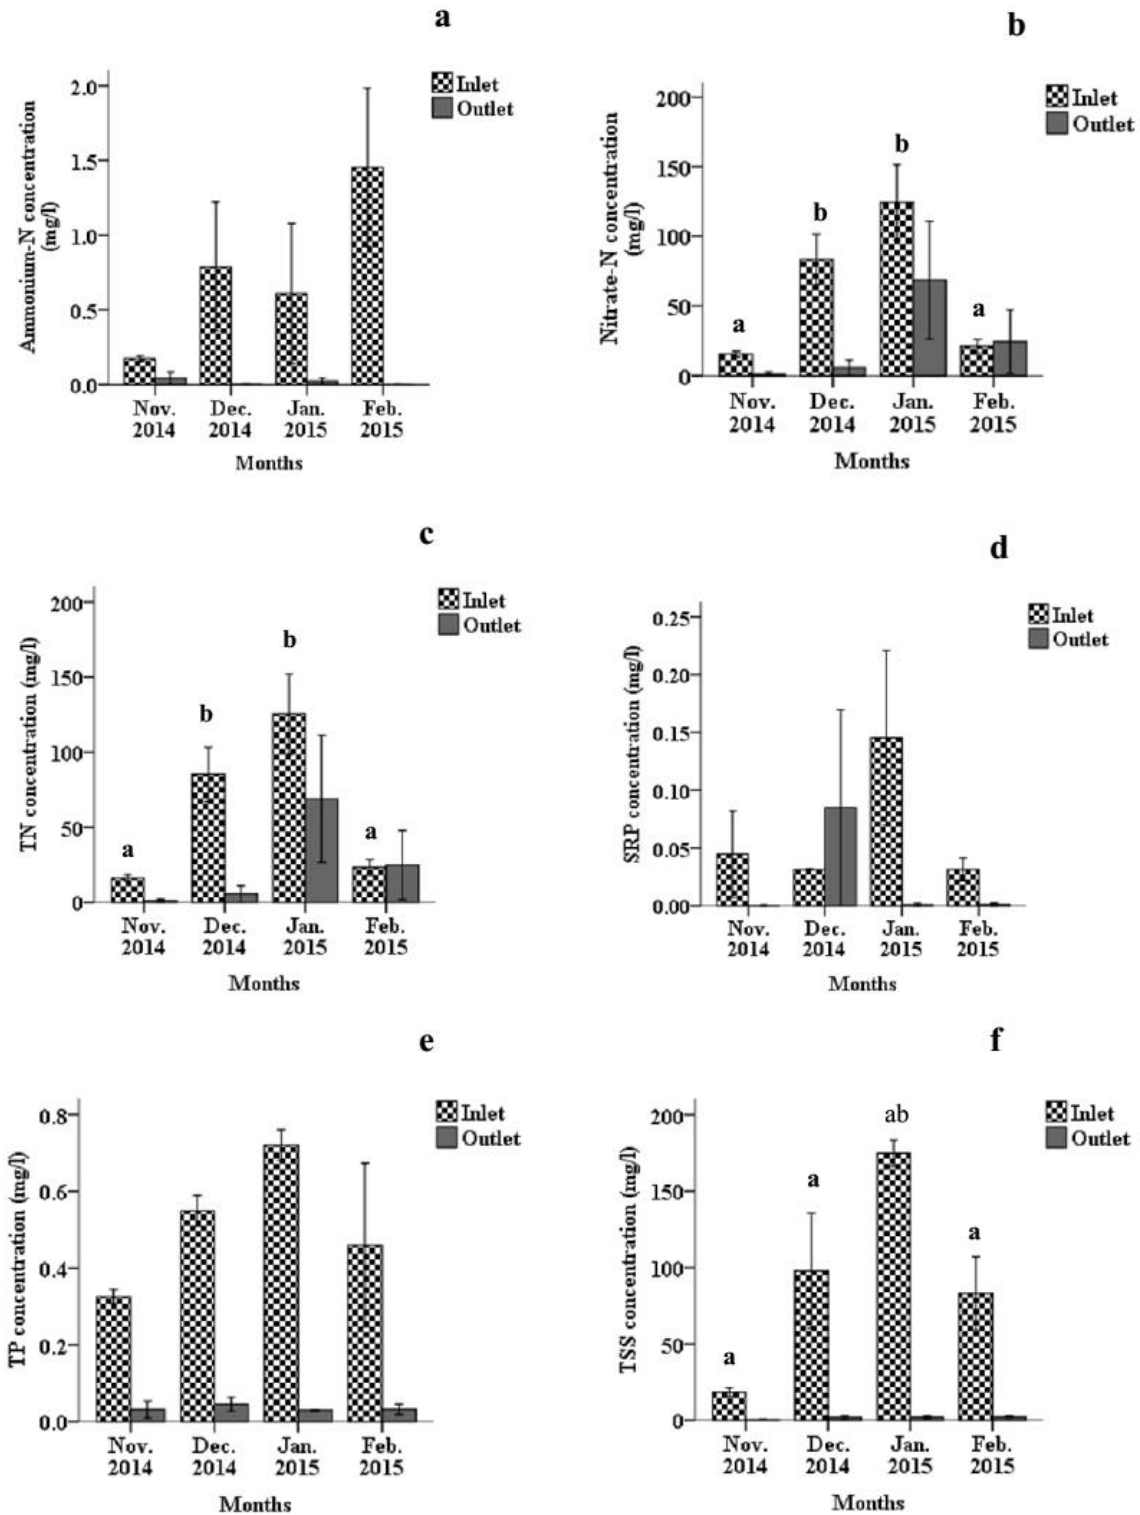 a
Ammonium-N concentration
(mg/l)
2.0
1.5
1.0
0.5
0.0
Inlet
Outlet
Nov.
2014
Dec.
2014
Jan.
2015
Feb.
2015
Months
b
Nitrate-N concentration
(mg/l)
200
150
100
50
0
Inlet
Outlet
a
b
b
a
Nov.
2014
Dec.
2014
Jan.
2015
Feb.
2015
Months
c
TN concentration (mg/l)
200
150
100
50
0
Inlet
Outlet
a
b
b
a
Nov.
2014
Dec.
2014
Jan.
2015
Feb.
2015
Months
d
SRP concentration (mg/l)
0.25
0.20
0.15
0.10
0.05
0.00
Inlet
Outlet
Nov.
2014
Dec.
2014
Jan.
2015
Feb.
2015
Months
e
TP concentration (mg/l)
0.8
0.6
0.4
0.2
0.0
Inlet
Outlet
Nov.
2014
Dec.
2014
Jan.
2015
Feb.
2015
Months
f
TSS concentration (mg/l)
200
150
100
50
0
Inlet
Outlet
a
a
ab
a
Nov.
2014
Dec.
2014
Jan.
2015
Feb.
2015
Months